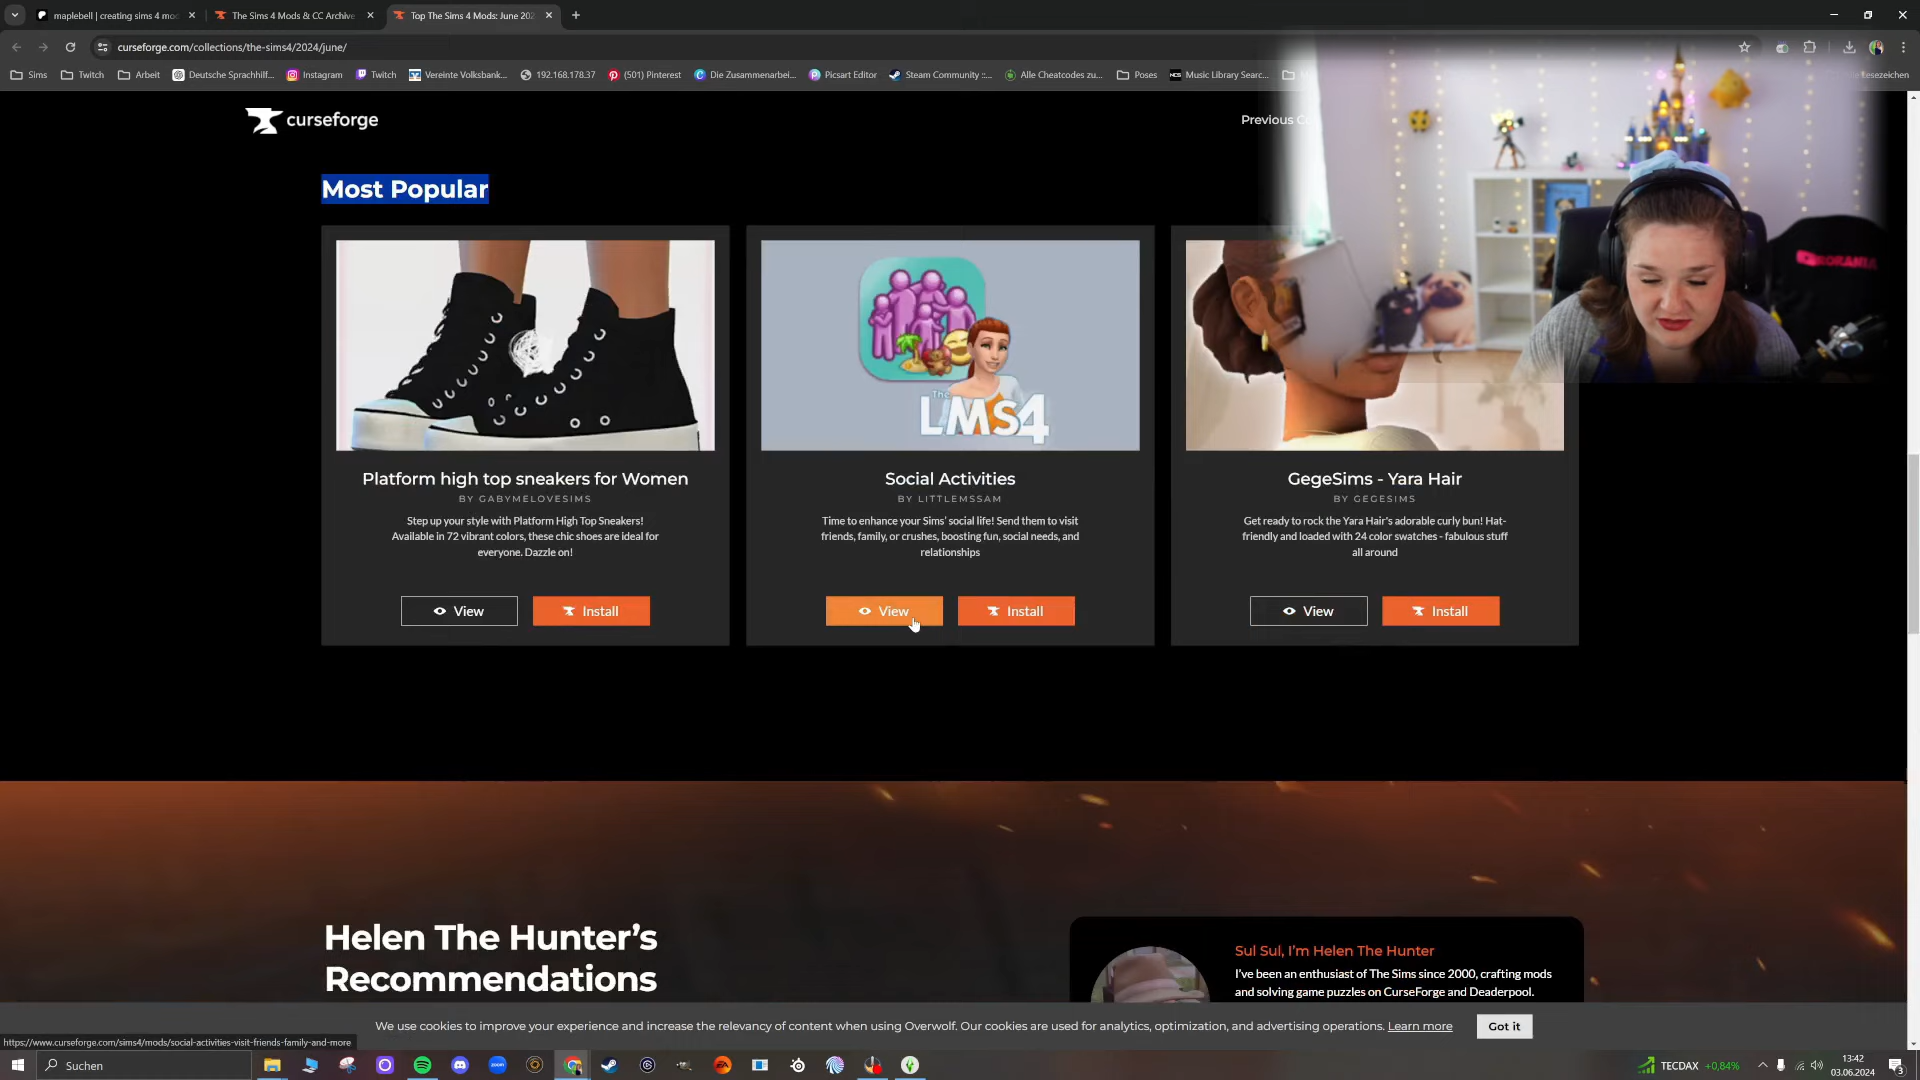 maplebell | creating sims 4 mod
The Sims 4 Mods & CC Archive
Top The Sims 4 Mods: June 202
curseforge.com/collections/the-sims4/2024/june/
Sims
Twitch
Arbeit
Deutsche Sprachhilf...
Instagram
Twitch
Vereinte Volksbank...
192.168.178.37
(501) Pinterest
Die Zusammenarbei...
Picsart Editor
Steam Community ::...
Alle Cheatcodes zu...
Poses
Music Library Searc...
Lesezeichen
curseforge
Previous Co
Most Popular
LMS4
Platform high top sneakers for Women
BY GABYMELOVESIMS
Step up your style with Platform High Top Sneakers!
Available in 72 vibrant colors, these chic shoes are ideal for
everyone. Dazzle on!
View
Install
Social Activities
BY LITTLEMSSAM
Time to enhance your Sims' social life! Send them to visit
friends, family, or crushes, boosting fun, social needs, and
relationships
View
Install
GegeSims - Yara Hair
BY GEGESIMS
Get ready to rock the Yara Hair's adorable curly bun! Hat-
friendly and loaded with 24 color swatches - fabulous stuff
all around
View
Install
Helen The Hunter's
Recommendations
Sul Sul, I'm Helen The Hunter
I've been an enthusiast of The Sims since 2000, crafting mods
and solving game puzzles on CurseForge and Deaderpool.
We use cookies to improve your experience and increase the relevancy of content when using Overwolf. Our cookies are used for analytics, optimization, and advertising operations. Learn more
Got it
https://www.curseforge.com/sims4/mods/social-activities-visit-friends-family-and-more
Suchen
zoom
EA
TECDAX +0,84%
13:42
03.06.2024
3